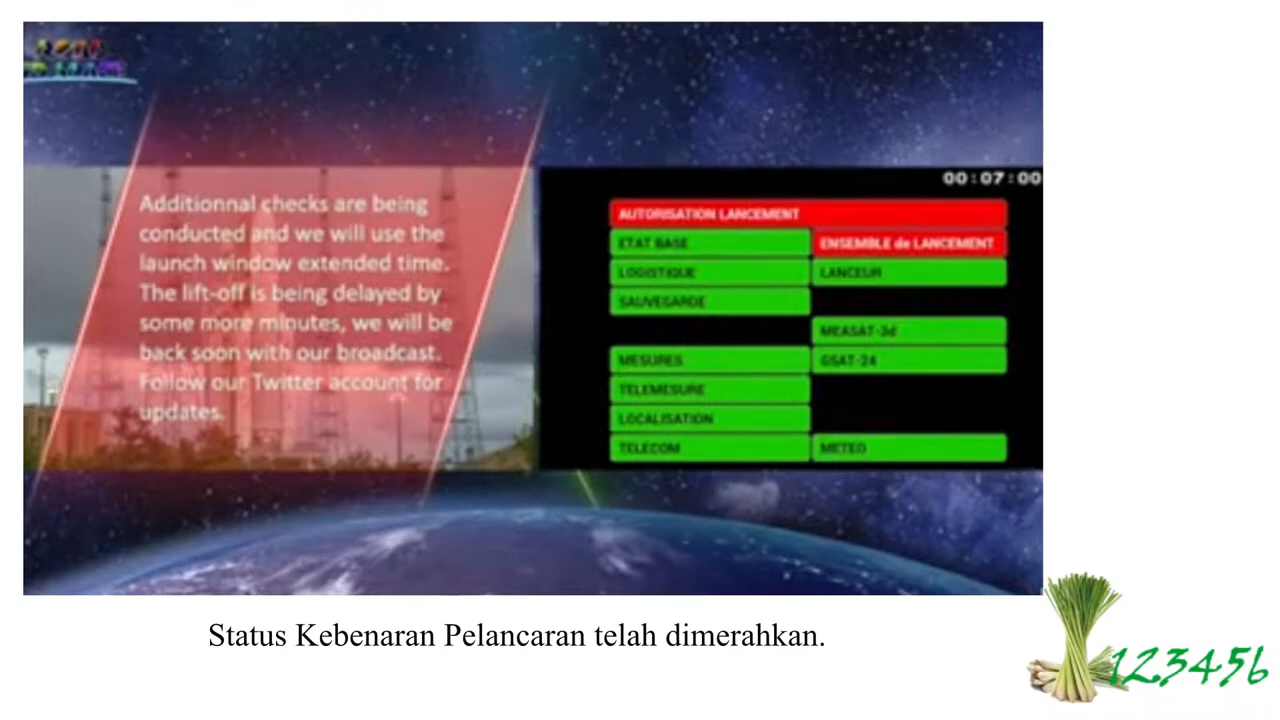 Additionnal checks are being
conducted and we will use the
launch window extended time.
The lift-off is being delayed by
some more minutes, we will be
back soon with our broadcast.
Follow our Twitter account for
updates.
00:07:00
AUTORISATION LANCEMENT
ETAT BASE
ENSEMBLE de LANCEMENT
LOGISTIQUE
LANCEUR
SAUVEGARDE
MEASAT-3d
MESURES
GSAT-24
TELEMESURE
LOCALISATION
TELECOM
METEO
Status Kebenaran Pelancaran telah dimerahkan.
123456